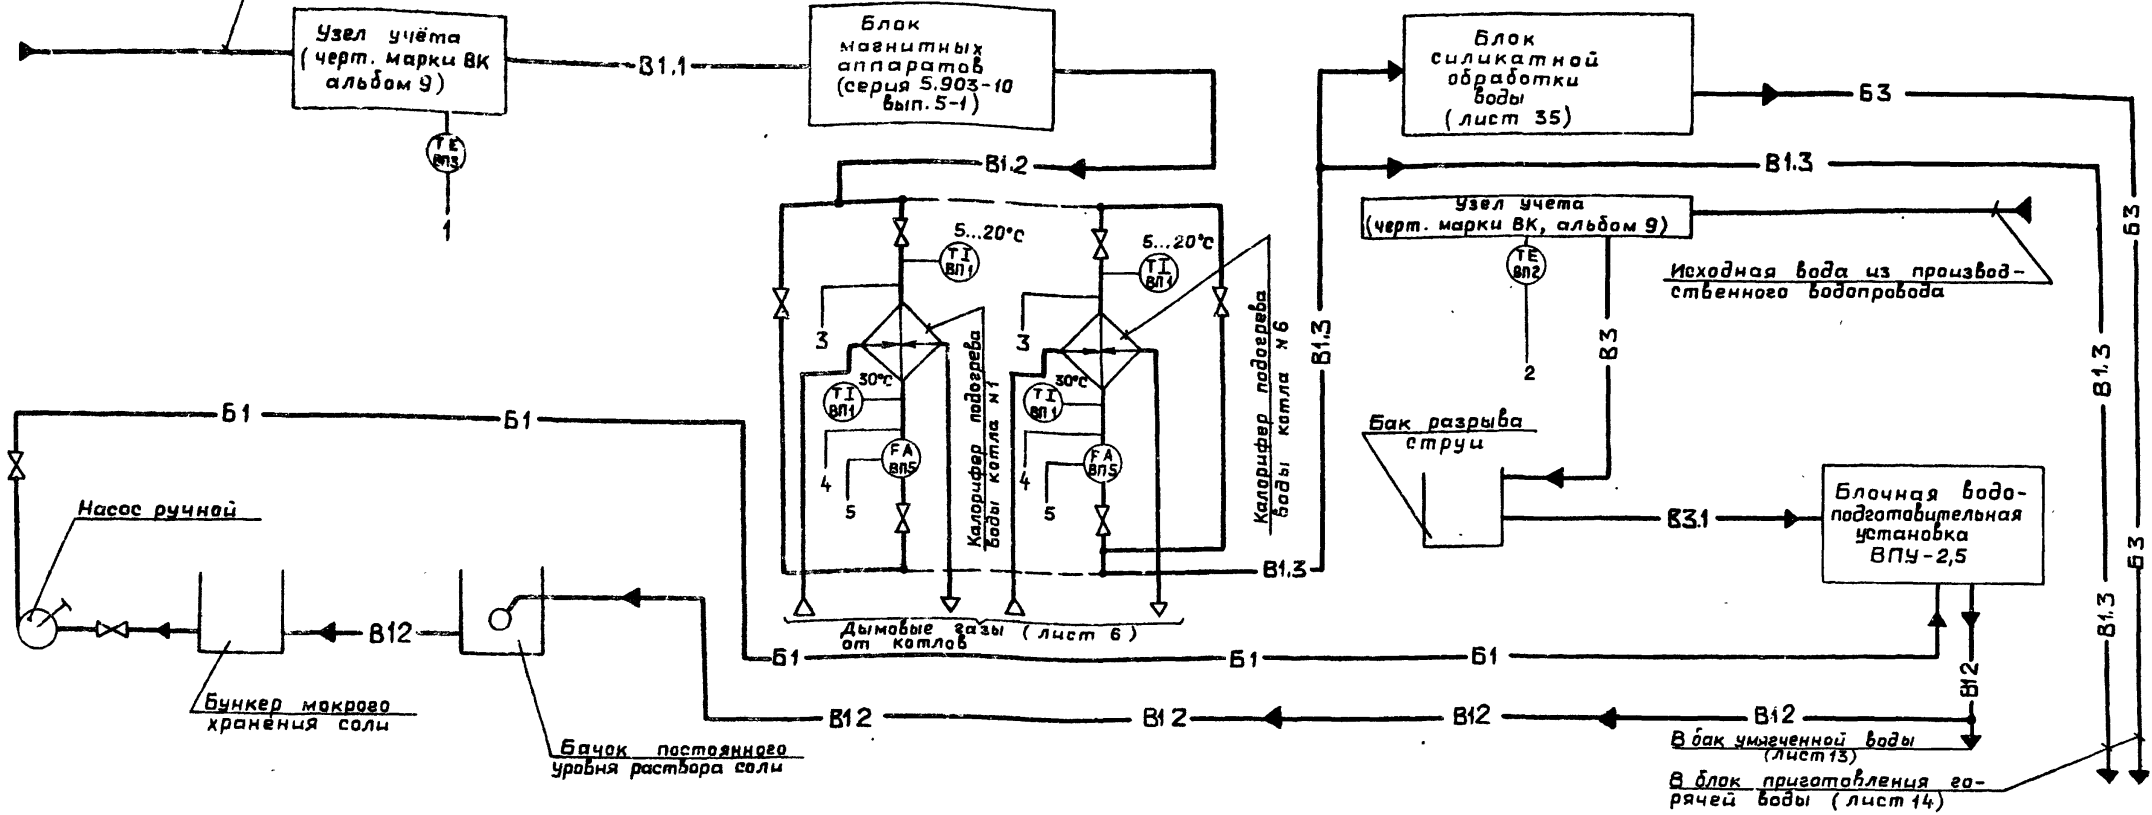 Узел учёта
(черт. марки ВК
альбом 9)
В1.1
Блок
магнитных
аппаратов
(серия 5.903-10
вып. 5-1)
Блок
силикатной
обработки
воды
(лист 35)
Б3
ТЕ
ВП3
1
В1.2
В1.3
Узел учёта
(черт. марки ВК, альбом 9)
Б3
5...20°С
TI
ВП1
5...20°С
TI
ВП1
ТЕ
ВП2
Исходная вода из производ-
ственного водопровода
3
3
Калорифер подогрева
воды котла №1
Калорифер подогрева
воды котла №6
В1.3
В3
2
В1.3
30°С
TI
ВП1
30°С
TI
ВП1
Б1
Б1
Бак разрыва
струи
4
FA
ВП5
5
4
FA
ВП5
5
Насос ручной
В3.1
Блочная водо-
подготовительная
установка
ВПУ-2,5
Б3
В1.3
В1.3
Дымовые газы (лист 6)
от котлов
В12
Б1
Б1
Б1
В12
Бункер мокрого
хранения соли
В12
В12
В12
В12
Бачок постоянного
уровня раствора соли
В бак умягченной воды
(лист 13)
В блок приготовления го-
рячей воды (лист 14)